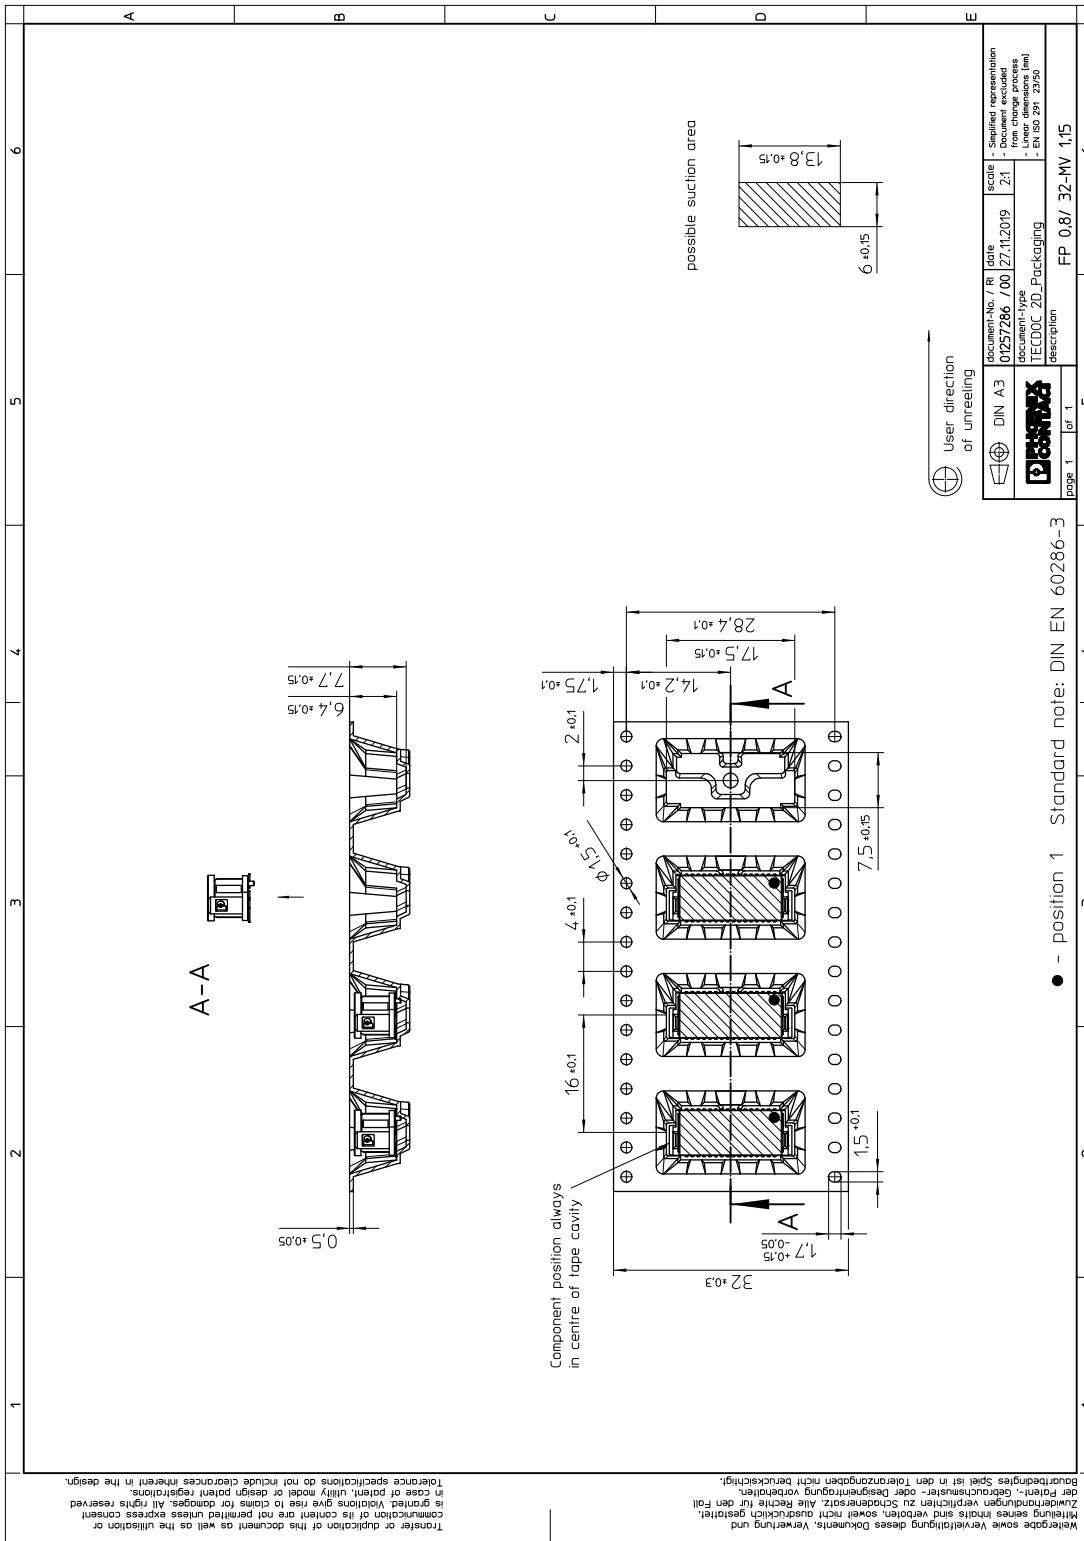 A
B
C
D
E
6
5
4
3
2
1
A-A
7,7 ±0,15
6,4 ±0,15
0,5 ±0,05
possible suction area
13,8 ±0,15
6 ±0,15
User direction
of unreeling
28,4 ±0,1
17,5 ±0,15
14,2 ±0,1
1,75 ±0,1
2 ±0,1
Ø 1,5 +0,1
4 ±0,1
16 ±0,1
7,5 ±0,15
1,5 +0,1
1,7 +0,15
-0,05
32 ±0,3
A
A
Component position always
in centre of tape cavity
- position 1 Standard note: DIN EN 60286-3
DIN A3
document-No. / RI
01257286 / 00
date
27.11.2019
scale
2:1
- Simplified representation
- Document excluded
from change process
- Linear dimensions [mm]
- EN ISO 291 23/50
document-type
TECDOC 2D_Packaging
PHOENIX
CONTACT
description
FP 0,8/ 32-MV 1,15
page 1 of 1
Transfer or duplication of this document as well as the utilisation or
communication of its content are not permitted unless express consent
is granted. Violations give rise to claims for damages. All rights reserved
in case of patent, utility model or design patent registrations.
Tolerance specifications do not include clearances inherent in the design.
Weitergabe sowie Vervielfältigung dieses Dokuments, Verwertung und
Mitteilung seines Inhalts sind verboten, soweit nicht ausdrücklich gestattet.
Zuwiderhandlungen verpflichten zu Schadenersatz. Alle Rechte für den Fall
der Patent-, Gebrauchsmuster- oder Designeintragung vorbehalten.
Bauartbedingtes Spiel ist in den Toleranzangaben nicht berücksichtigt.